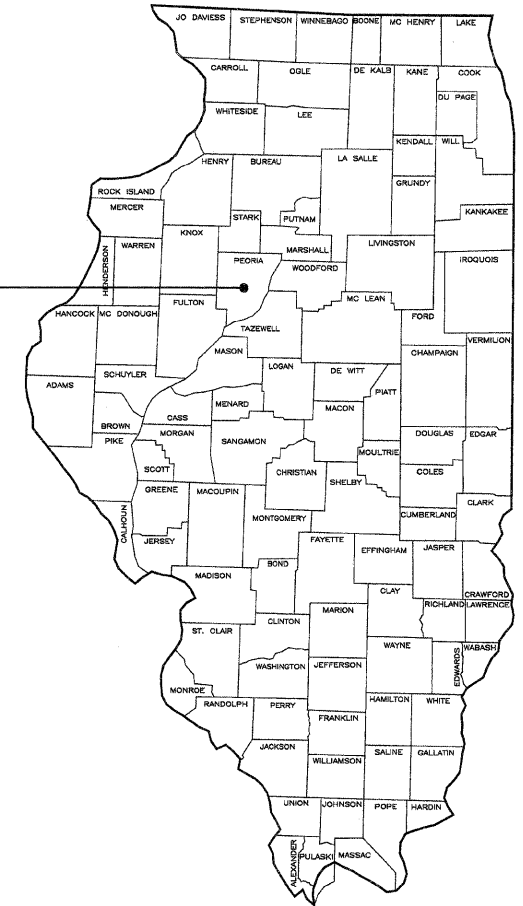 JO DAVIESS
STEPHENSON
WINNEBAGO
BOONE
MC HENRY
LAKE
CARROLL
OGLE
DE KALB
KANE
COOK
DU PAGE
WHITESIDE
LEE
KENDALL
WILL
HENRY
BUREAU
LA SALLE
GRUNDY
ROCK ISLAND
MERCER
STARK
PUTNAM
KANKAKEE
KNOX
WARREN
HENDERSON
MARSHALL
LIVINGSTON
PEORIA
WOODFORD
IROQUOIS
FULTON
MC LEAN
HANCOCK
MC DONOUGH
FORD
TAZEWELL
VERMILION
MASON
CHAMPAIGN
LOGAN
DE WITT
SCHUYLER
ADAMS
PIATT
MENARD
MACON
CASS
BROWN
MORGAN
DOUGLAS
EDGAR
PIKE
SANGAMON
MOULTRIE
SCOTT
CHRISTIAN
COLES
SHELBY
GREENE
MACOUPIN
CLARK
CALHOUN
MONTGOMERY
CUMBERLAND
JERSEY
FAYETTE
EFFINGHAM
JASPER
BOND
MADISON
CLAY
CRAWFORD
RICHLAND
LAWRENCE
MARION
CLINTON
ST. CLAIR
WAYNE
WABASH
EDWARDS
WASHINGTON
JEFFERSON
MONROE
RANDOLPH
PERRY
HAMILTON
WHITE
FRANKLIN
JACKSON
SALINE
GALLATIN
WILLIAMSON
UNION
JOHNSON
POPE
HARDIN
ALEXANDER
PULASKI
MASSAC